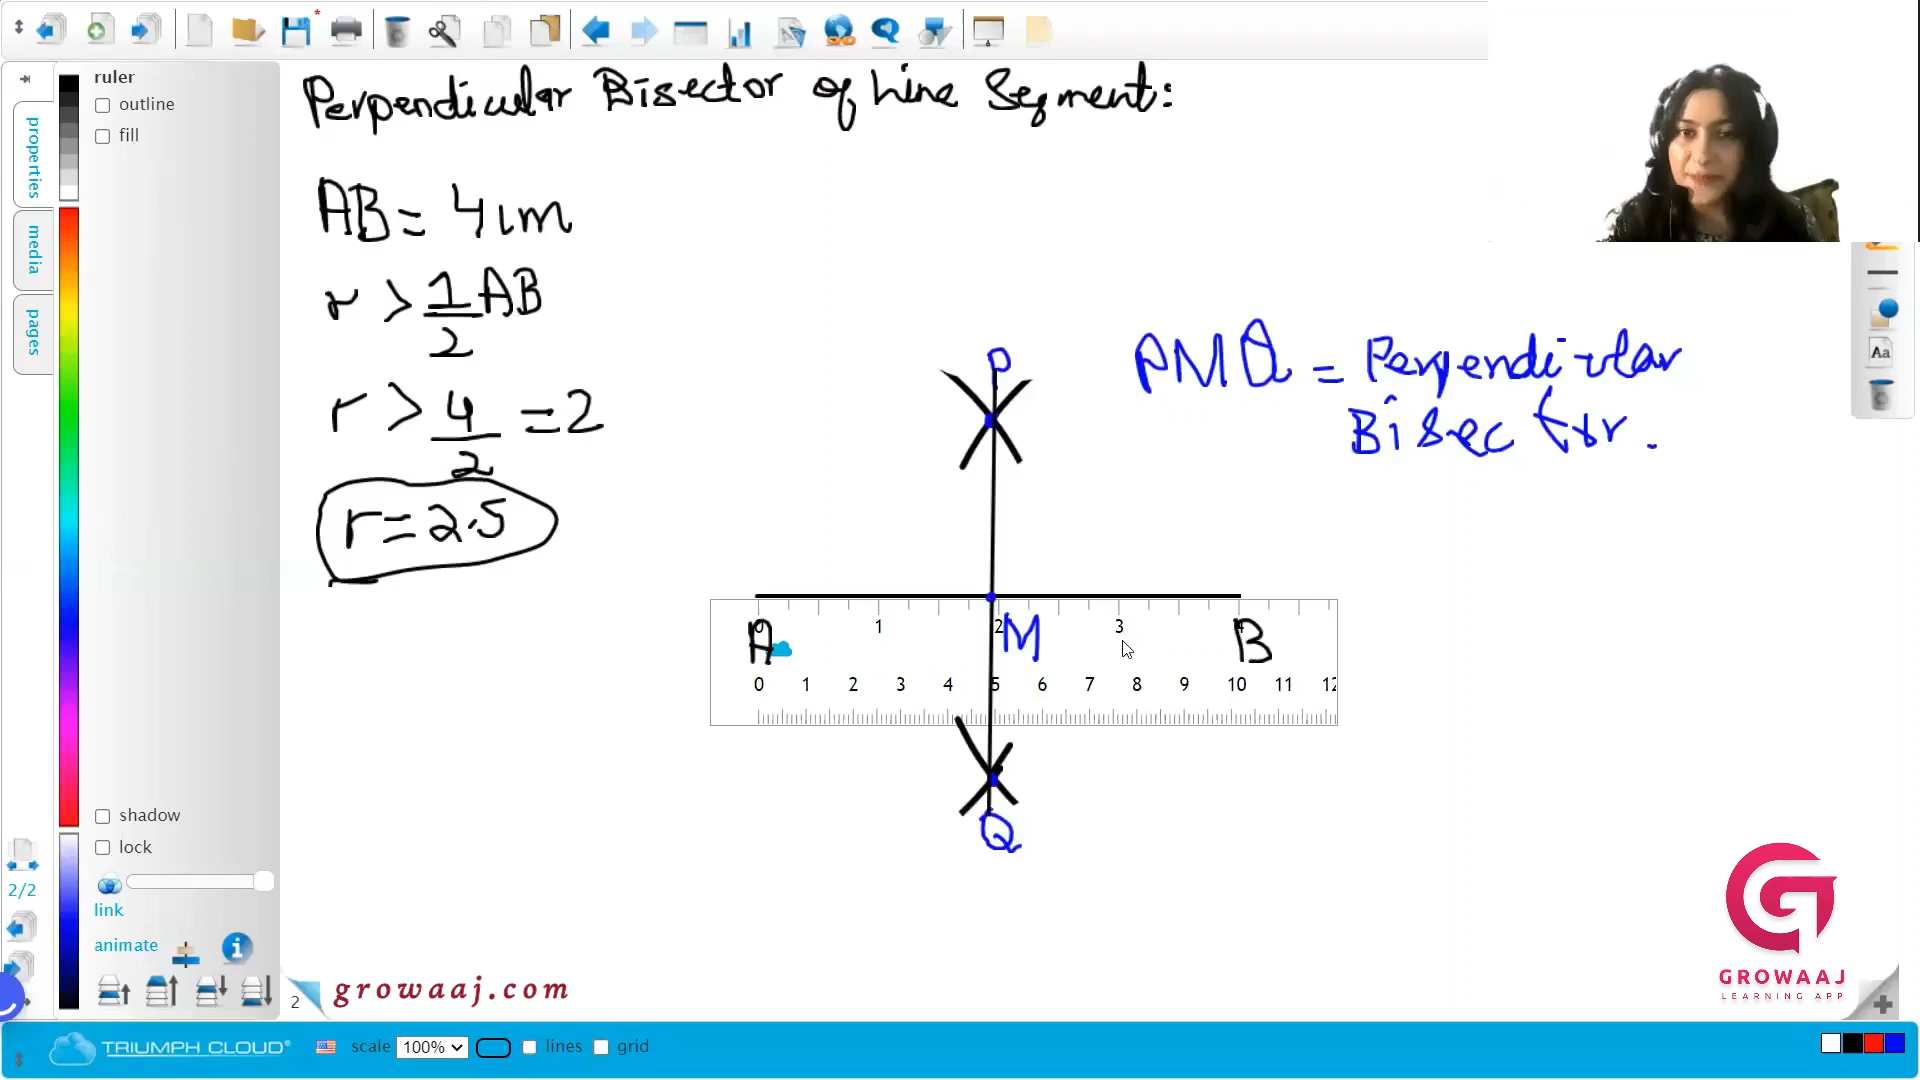 ruler
outline
fill
properties
media
pages
shadow
lock
2/2
link
animate
Perpendicular Bisector of Line Segment:
AB = 4cm
r > 1/2 AB
r > 4/2 = 2
r = 2.5
P
PMQ = Perpendicular
Bisector.
0 1 2 3 4
A M B
0 1 2 3 4 5 6 7 8 9 10 11 12
Q
2
growaaj.com
GROWAAJ
LEARNING APP
TRIUMPH CLOUD
scale 100% lines grid
Aa